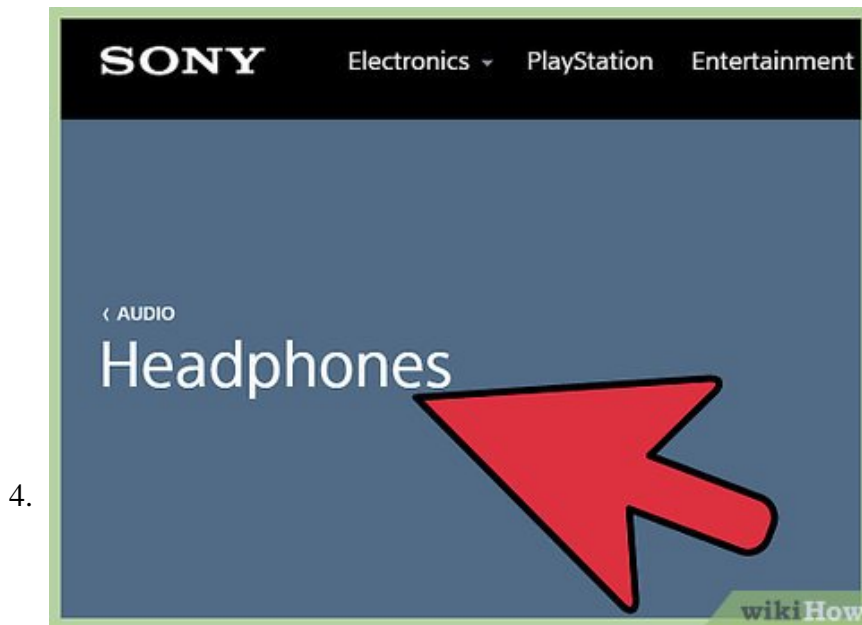 SONY Electronics PlayStation Entertainment
‹ AUDIO
Headphones
4.
wikiHow